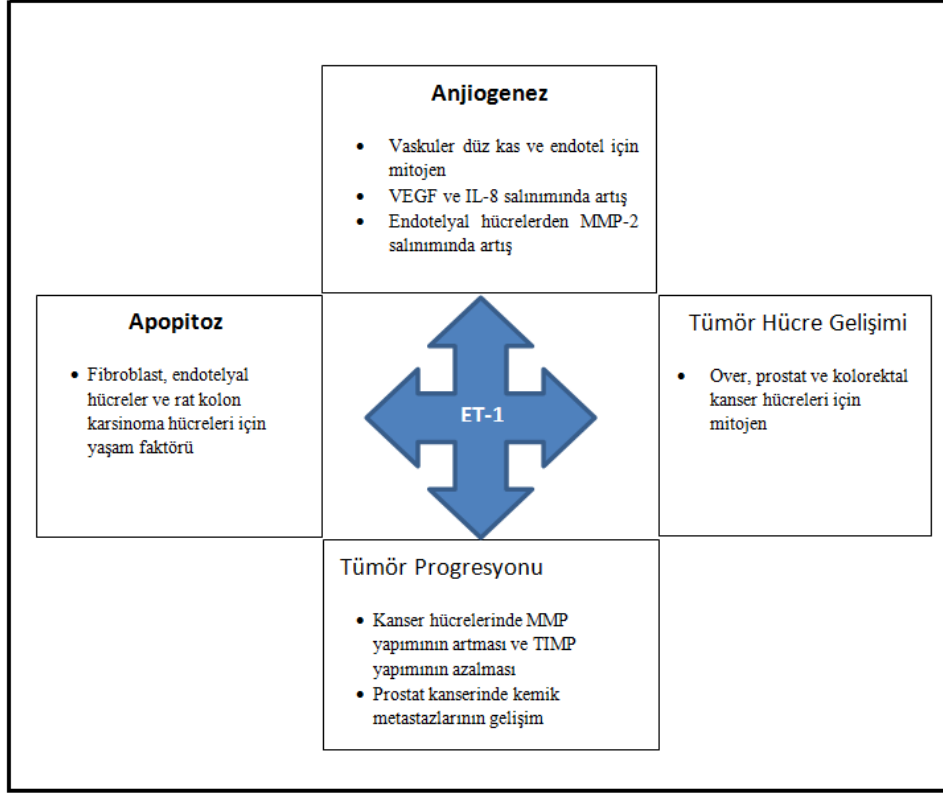 Anjiogenez
• Vaskuler düz kas ve endotel için
mitojen
• VEGF ve IL-8 salınımında artış
• Endotelyal hücrelerden MMP-2
salınımında artış
Apopitoz
• Fibroblast, endotelyal
hücreler ve rat kolon
karsinoma hücreleri için
yaşam faktörü
ET-1
Tümör Hücre Gelişimi
• Over, prostat ve kolorektal
kanser hücreleri için
mitojen
Tümör Progresyonu
• Kanser hücrelerinde MMP
yapımının artması ve TIMP
yapımının azalması
• Prostat kanserinde kemik
metastazlarının gelişim